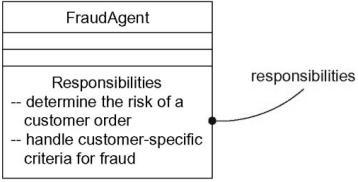 FraudAgent
Responsibilities
-- determine the risk of a
customer order
-- handle customer-specific
criteria for fraud
responsibilities